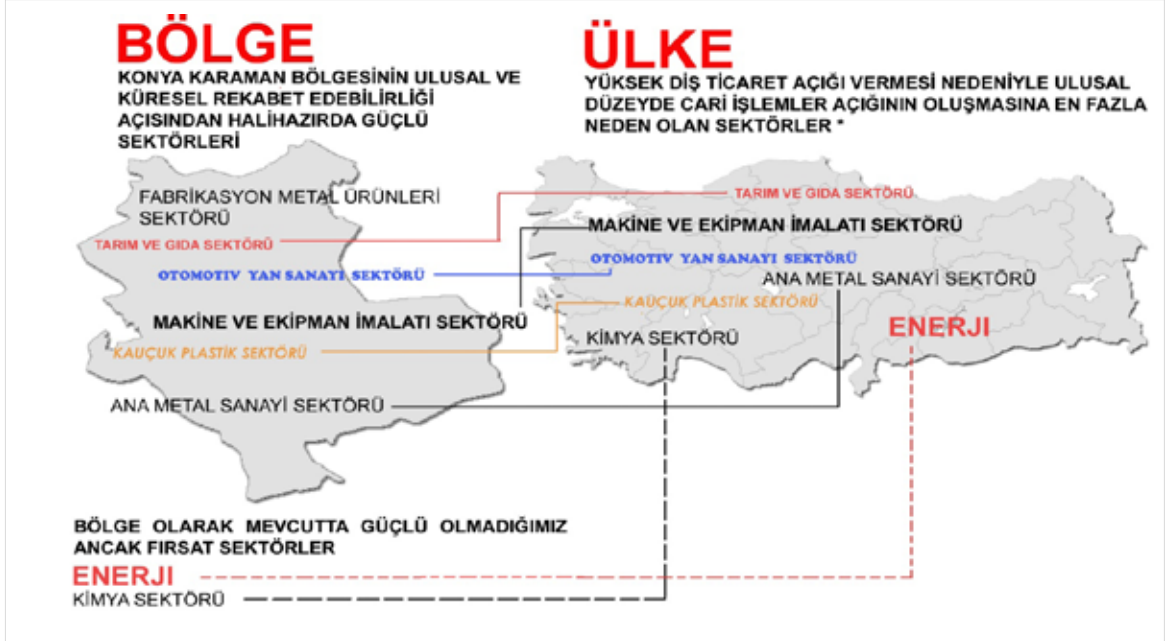 BÖLGE
KONYA KARAMAN BÖLGESİNİN ULUSAL VE
KÜRESEL REKABET EDEBİLİRLİĞİ
AÇISINDAN HALİHAZIRDA GÜÇLÜ
SEKTÖRLERİ
FABRİKASYON METAL ÜRÜNLERİ
SEKTÖRÜ
TARIM VE GIDA SEKTÖRÜ
OTOMOTIV YAN SANAYI SEKTÖRÜ
MAKİNE VE EKİPMAN İMALATI SEKTÖRÜ
KAUÇUK PLASTİK SEKTÖRÜ
ANA METAL SANAYİ SEKTÖRÜ
ÜLKE
YÜKSEK DİŞ TİCARET AÇIĞI VERMESİ NEDENİYLE ULUSAL
DÜZEYDE CARİ İŞLEMLER AÇIĞININ OLUŞMASINA EN FAZLA
NEDEN OLAN SEKTÖRLER *
TARIM VE GIDA SEKTÖRÜ
MAKİNE VE EKİPMAN İMALATI SEKTÖRÜ
OTOMOTIV YAN SANAYI SEKTÖRÜ
ANA METAL SANAYİ SEKTÖRÜ
KAUÇUK PLASTİK SEKTÖRÜ
ENERJI
KİMYA SEKTÖRÜ
BÖLGE OLARAK MEVCUTTA GÜÇLÜ OLMADIĞIMIZ
ANCAK FIRSAT SEKTÖRLER
ENERJI
KİMYA SEKTÖRÜ